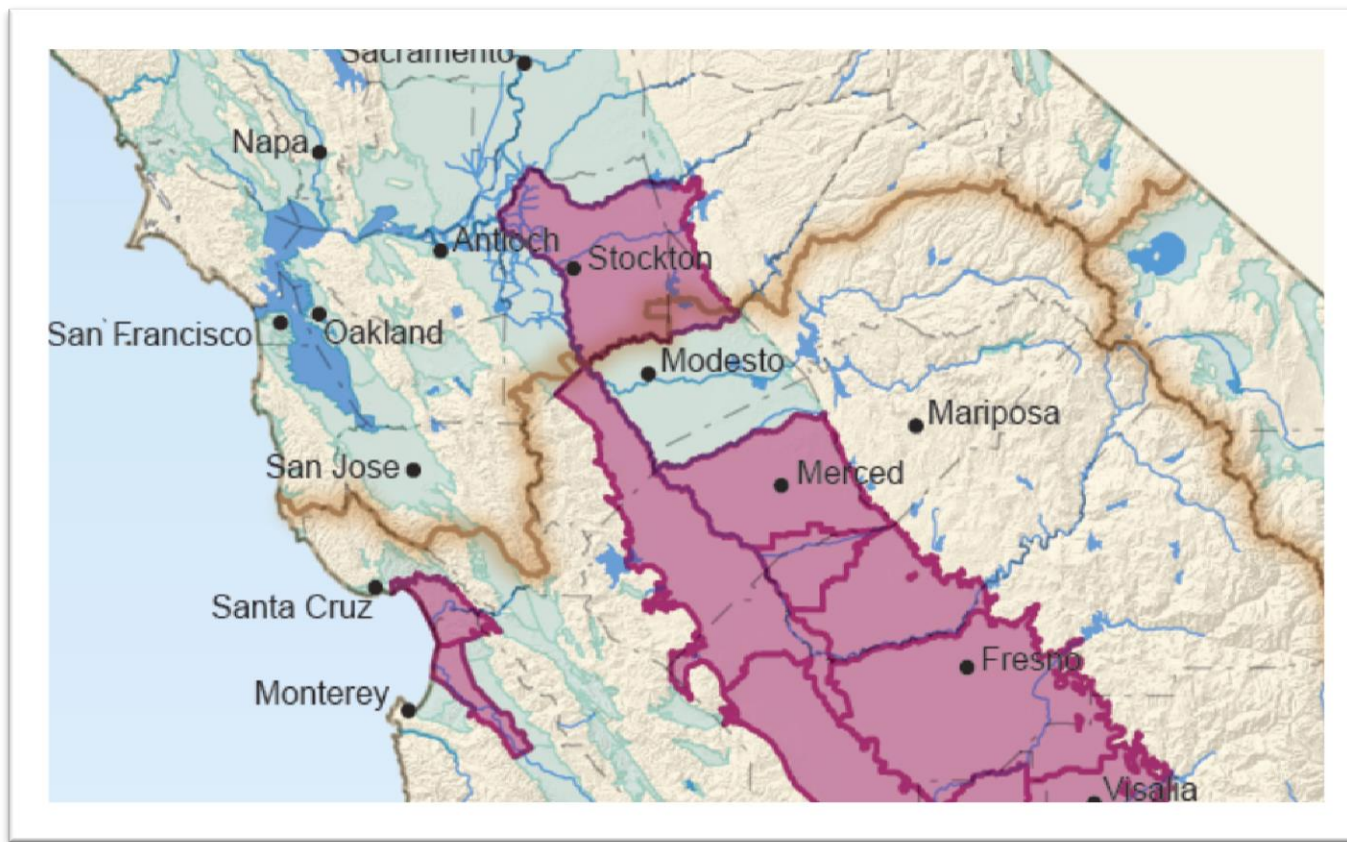 Sacramento
Napa
Antioch
Stockton
San Francisco
Oakland
Modesto
Mariposa
San Jose
Merced
Santa Cruz
Fresno
Monterey
Visalia